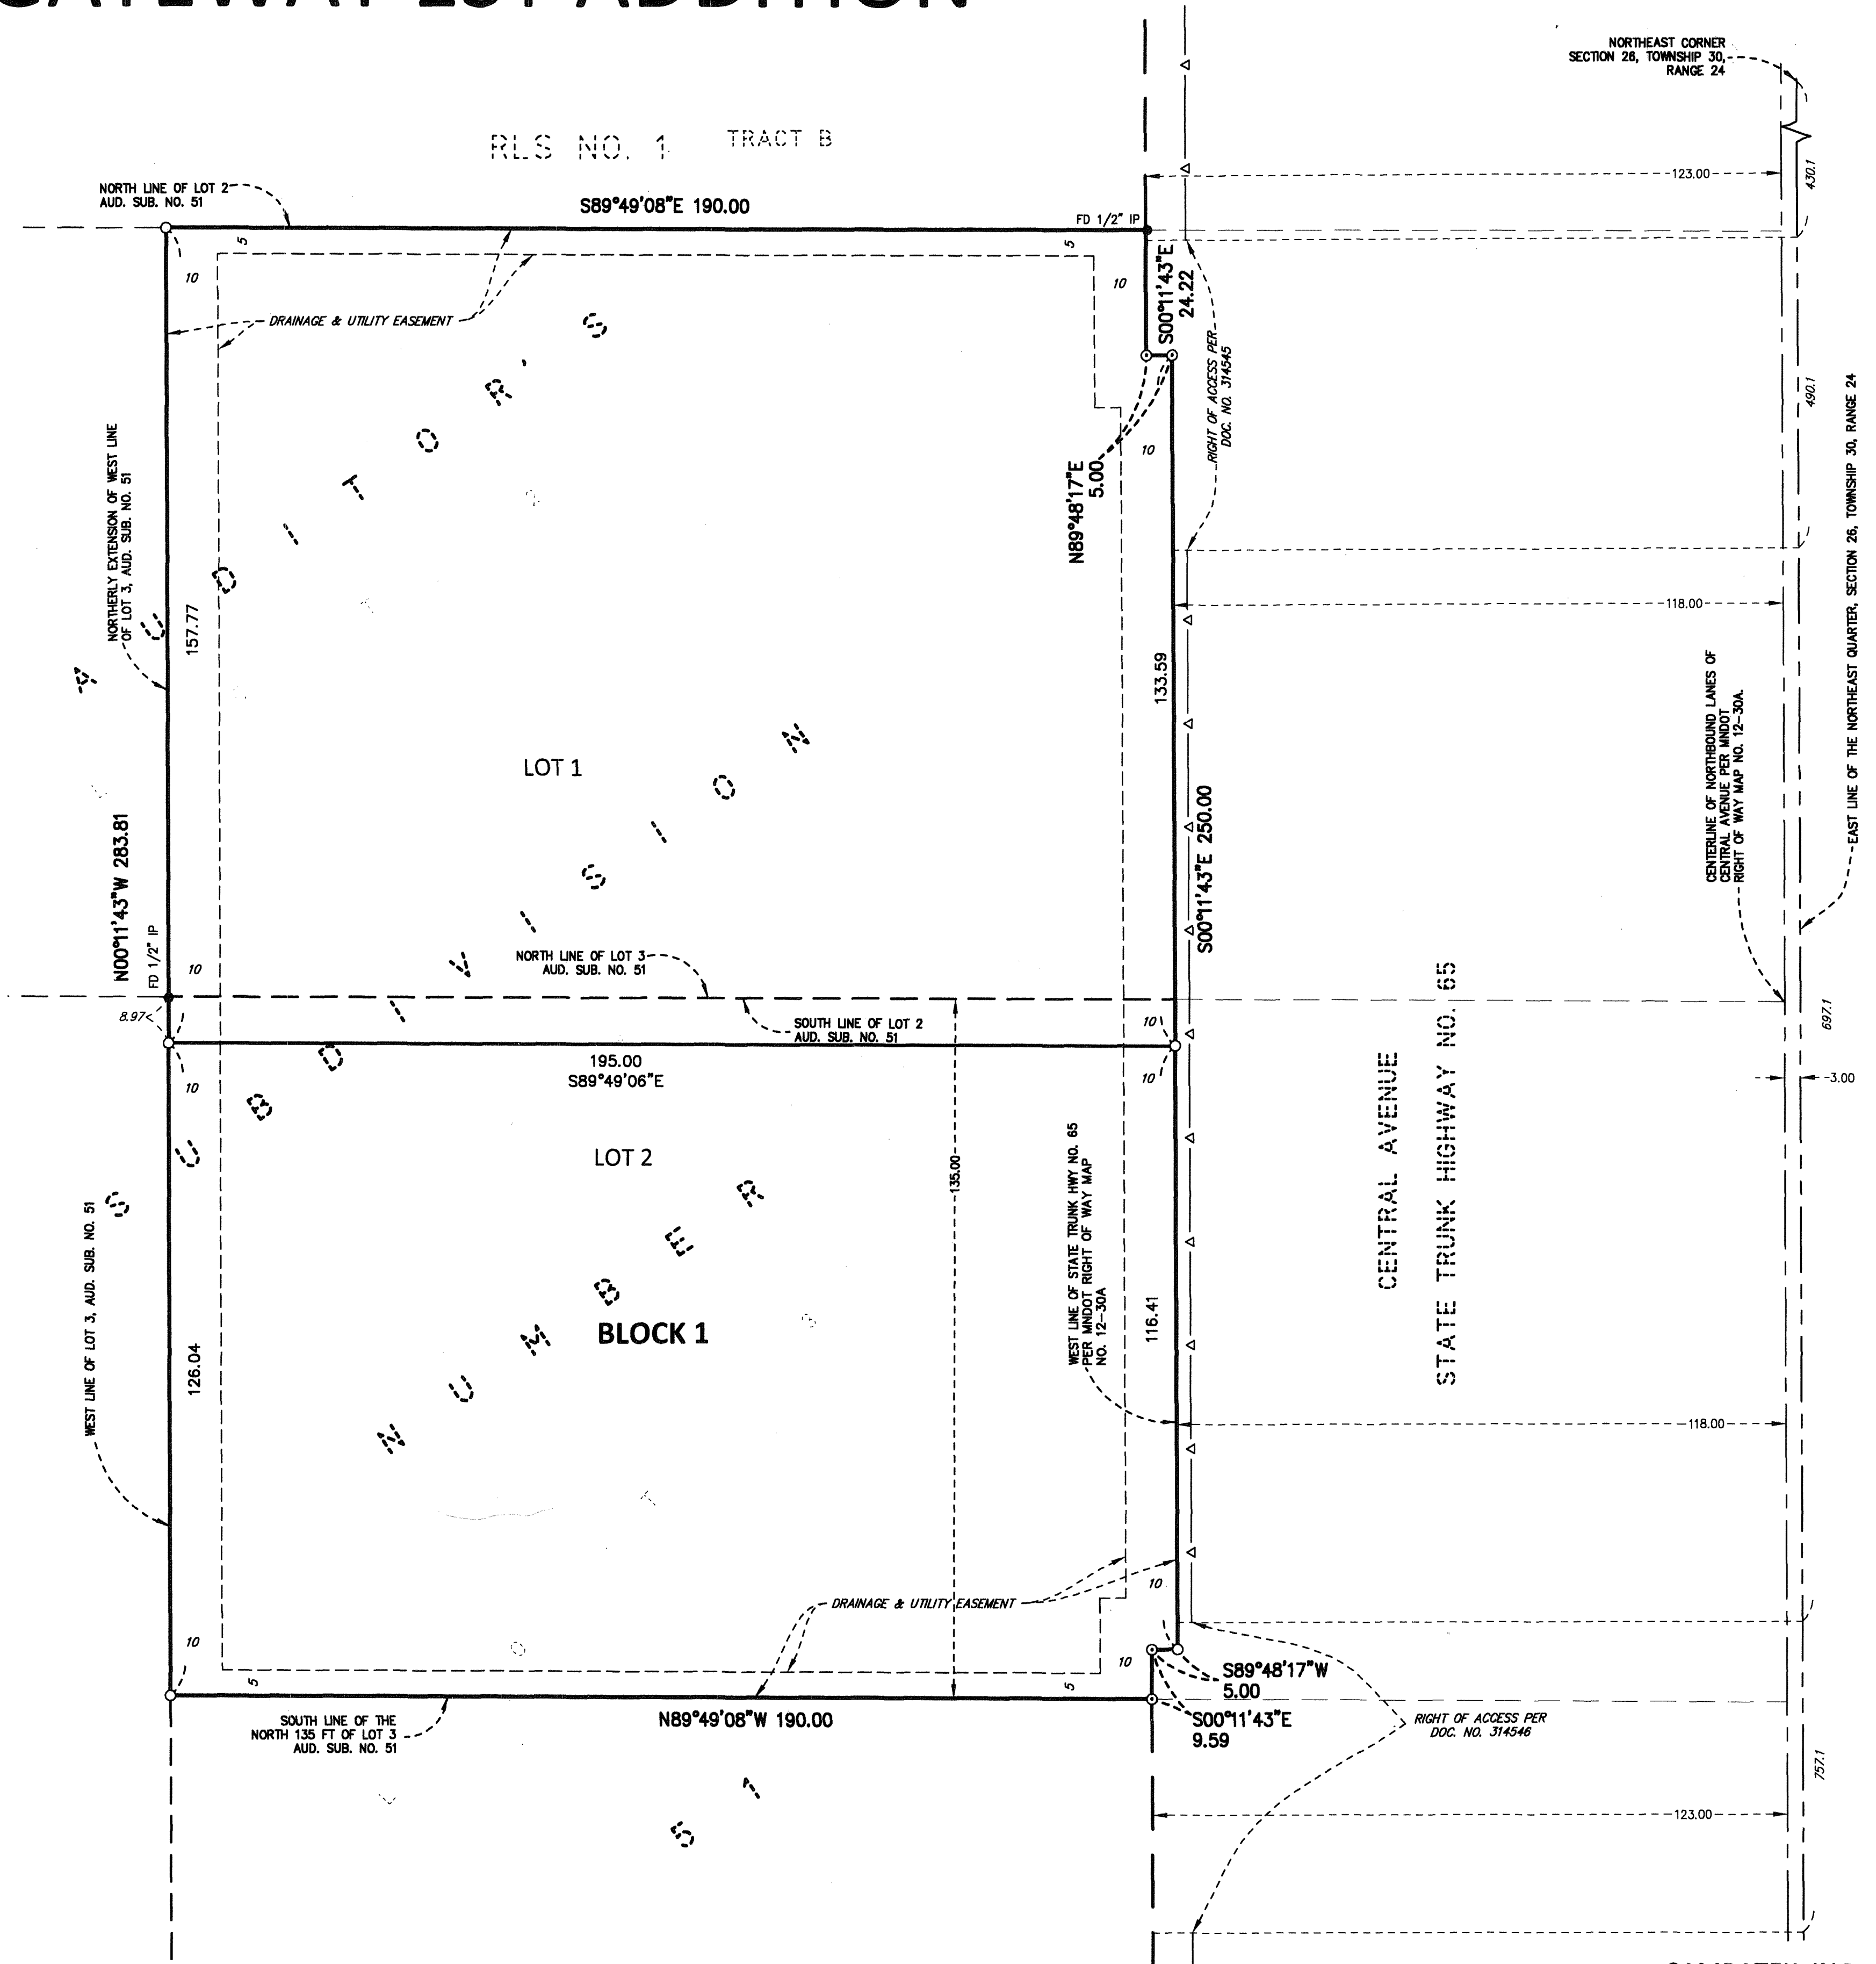 GATEWAY 1ST ADDITION
NORTHEAST CORNER
SECTION 26, TOWNSHIP 30,
RANGE 24
RLS NO. 1
TRACT B
123.00
430.1
NORTH LINE OF LOT 2
AUD. SUB. NO. 51
S89°49'08"E 190.00
FD 1/2" IP
5
5
10
10
S00°11'43"E
24.22
DRAINAGE & UTILITY EASEMENT
RIGHT OF ACCESS PER
DOC. NO. 314545
490.1
10
N89°48'17"E
5.00
EAST LINE OF THE NORTHEAST QUARTER, SECTION 26, TOWNSHIP 30, RANGE 24
NORTHERLY EXTENSION OF WEST LINE
OF LOT 3, AUD. SUB. NO. 51
157.77
118.00
133.59
AUDITOR'S
LOT 1
CENTERLINE OF NORTHBOUND LANES OF
CENTRAL AVENUE PER MNDOT
RIGHT OF WAY MAP NO. 12-30A.
N00°11'43"W 283.81
S00°11'43"E 250.00
FD 1/2" IP
10
NORTH LINE OF LOT 3
AUD. SUB. NO. 51
SUBDIVISION
8.97
SOUTH LINE OF LOT 2
AUD. SUB. NO. 51
10
697.1
195.00
S89°49'06"E
10
10
3.00
LOT 2
135.00
WEST LINE OF STATE TRUNK HWY NO. 65
PER MNDOT RIGHT OF WAY MAP
NO. 12-30A
CENTRAL AVENUE
STATE TRUNK HIGHWAY NO. 65
WEST LINE OF LOT 3, AUD. SUB. NO. 51
126.04
116.41
BLOCK 1
NUMBER
118.00
DRAINAGE & UTILITY EASEMENT
10
10
10
5
5
S89°48'17"W
5.00
SOUTH LINE OF THE
NORTH 135 FT OF LOT 3
AUD. SUB. NO. 51
N89°49'08"W 190.00
S00°11'43"E
9.59
RIGHT OF ACCESS PER
DOC. NO. 314546
757.1
51
123.00